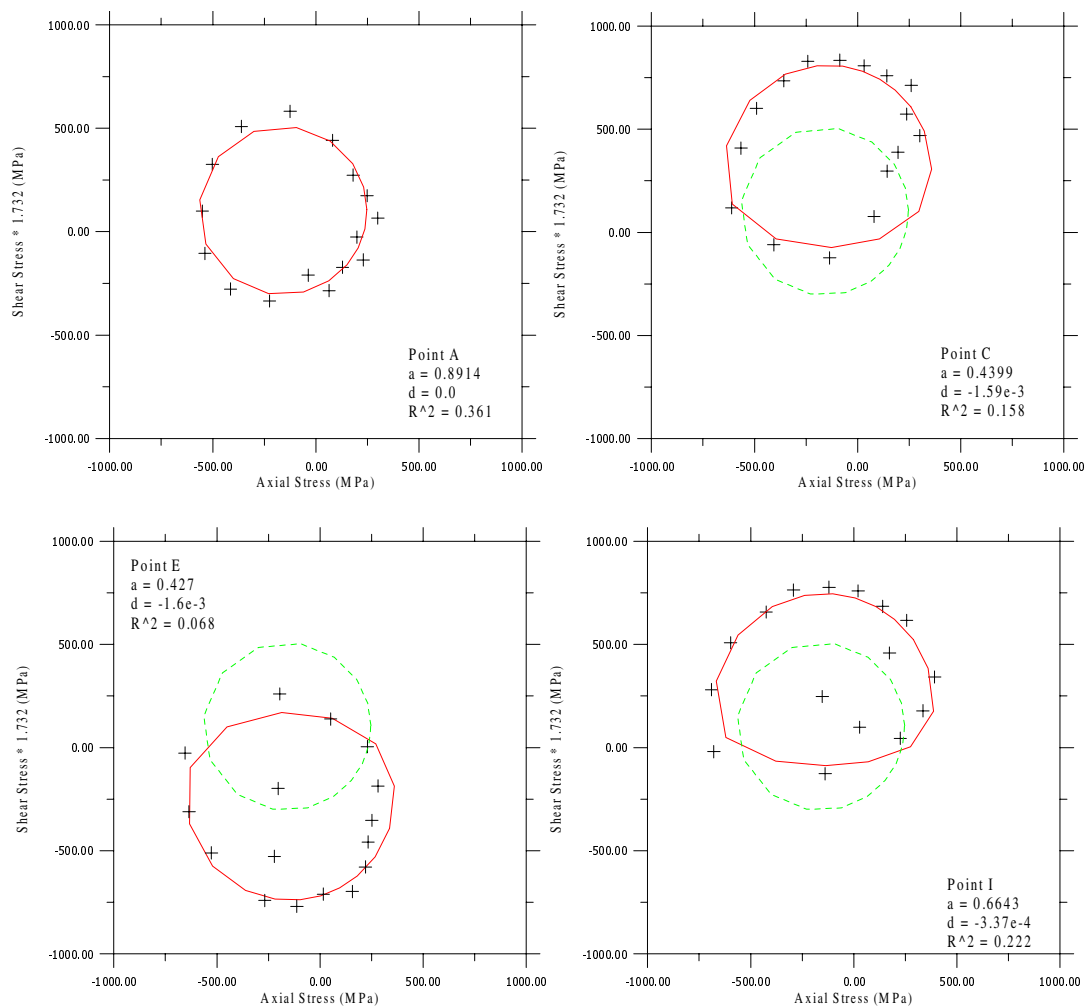 1000.00
500.00
0.00
-500.00
-1000.00
Shear Stress * 1.732 (MPa)
Point A
a = 0.8914
d = 0.0
R^2 = 0.361
-1000.00 -500.00 0.00 500.00 1000.00
Axial Stress (MPa)
1000.00
500.00
0.00
-500.00
-1000.00
Shear Stress * 1.732 (MPa)
Point C
a = 0.4399
d = -1.59e-3
R^2 = 0.158
-1000.00 -500.00 0.00 500.00 1000.00
Axial Stress (MPa)
1000.00
500.00
0.00
-500.00
-1000.00
Shear Stress * 1.732 (MPa)
Point E
a = 0.427
d = -1.6e-3
R^2 = 0.068
-1000.00 -500.00 0.00 500.00 1000.00
Axial Stress (MPa)
1000.00
500.00
0.00
-500.00
-1000.00
Shear Stress * 1.732 (MPa)
Point I
a = 0.6643
d = -3.37e-4
R^2 = 0.222
-1000.00 -500.00 0.00 500.00 1000.00
Axial Stress (MPa)